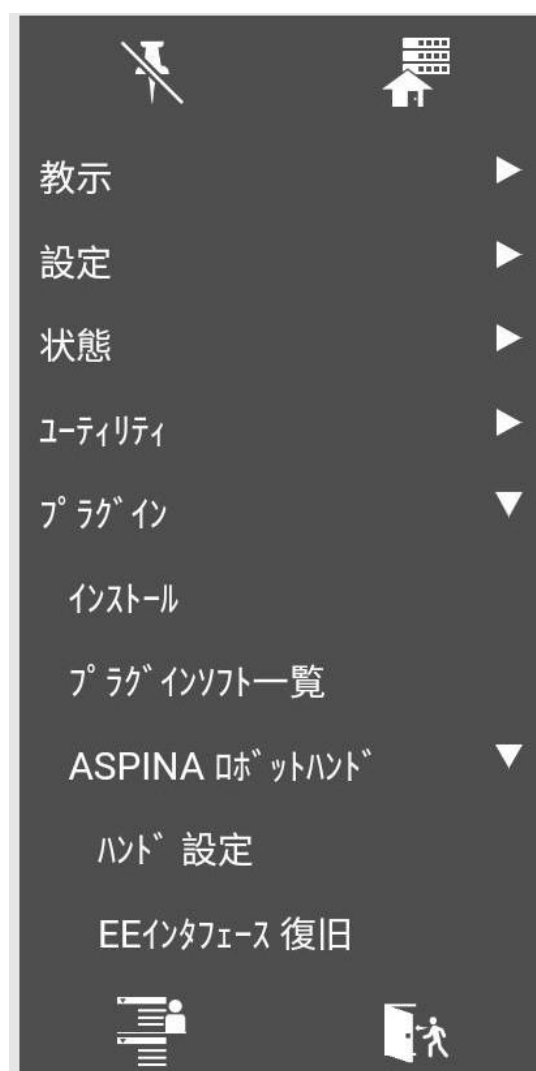 教示
設定
状態
ﾕｰﾃｨﾘﾃｨ
ﾌﾟﾗｸﾞｲﾝ
ｲﾝｽﾄｰﾙ
ﾌﾟﾗｸﾞｲﾝｿﾌﾄ一覧
ASPINA ﾛﾎﾞｯﾄﾊﾝﾄﾞ
ﾊﾝﾄﾞ 設定
EEｲﾝﾀﾌｪｰｽ 復旧